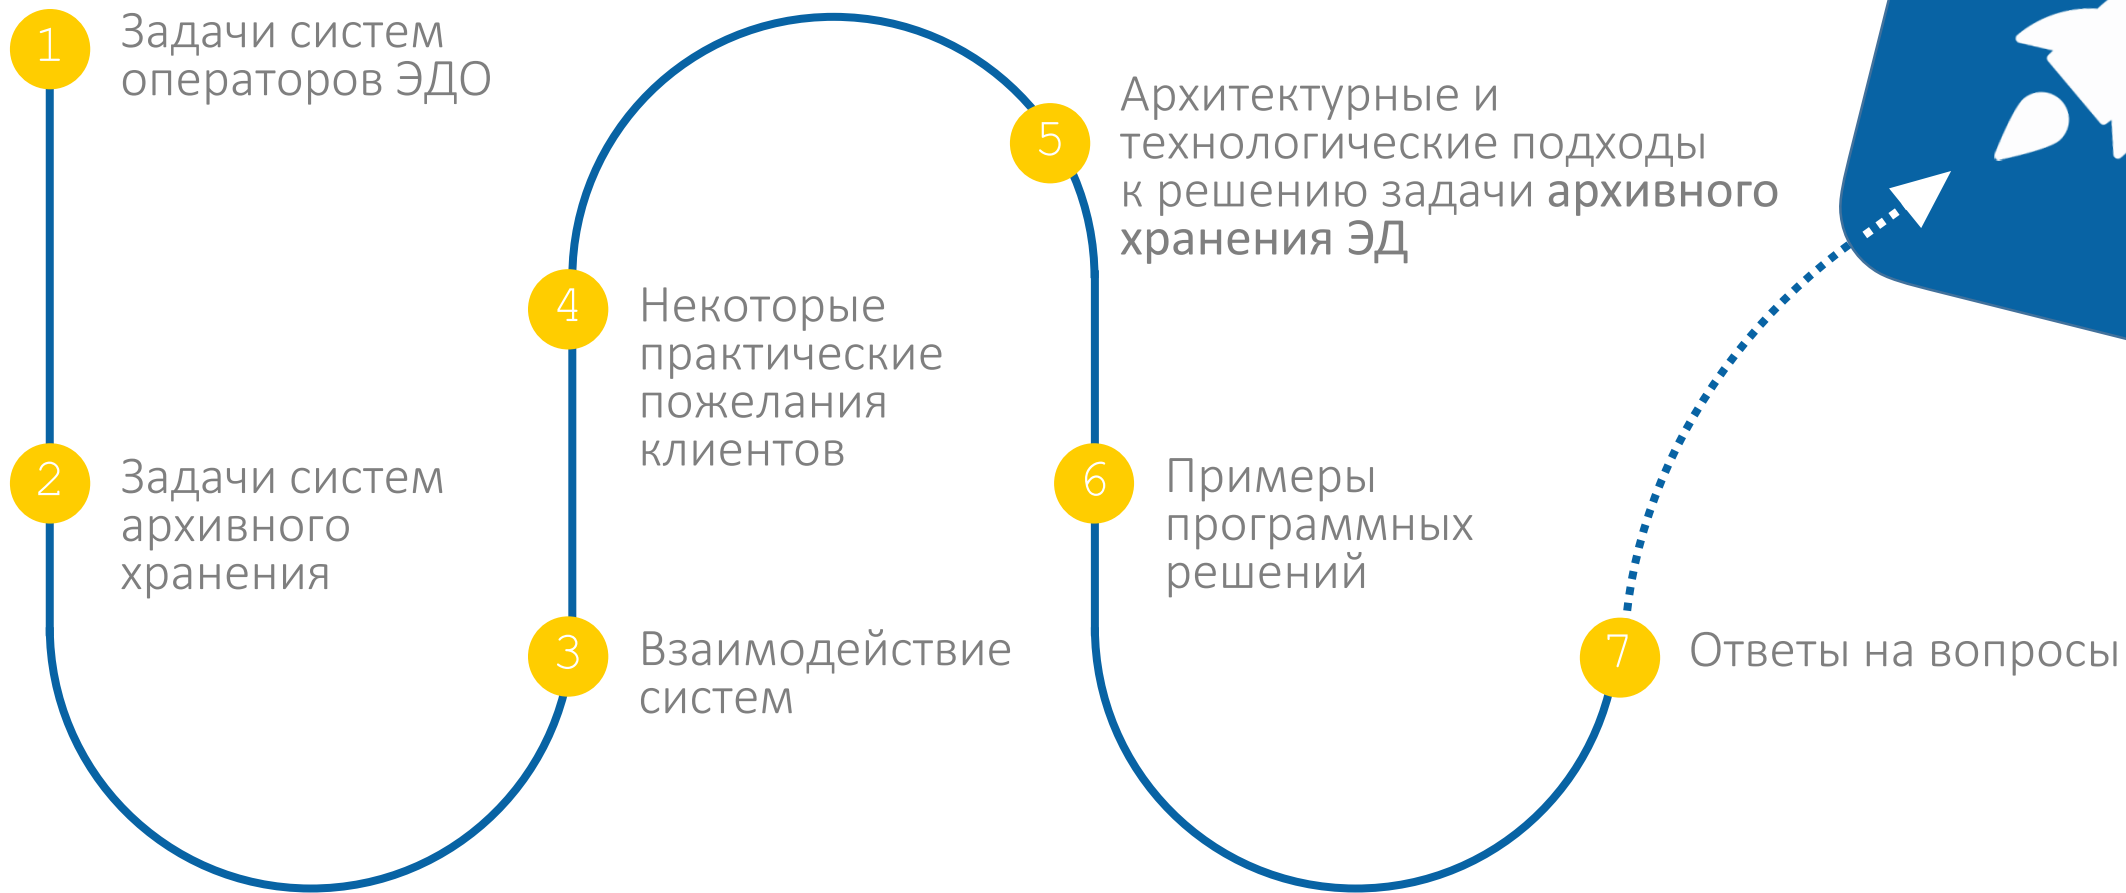 1
Задачи систем
операторов ЭДО
2
Задачи систем
архивного
хранения
3
Взаимодействие
систем
4
Некоторые
практические
пожелания
клиентов
5
Архитектурные и
технологические подходы
к решению задачи архивного
хранения ЭД
6
Примеры
программных
решений
7
Ответы на вопросы